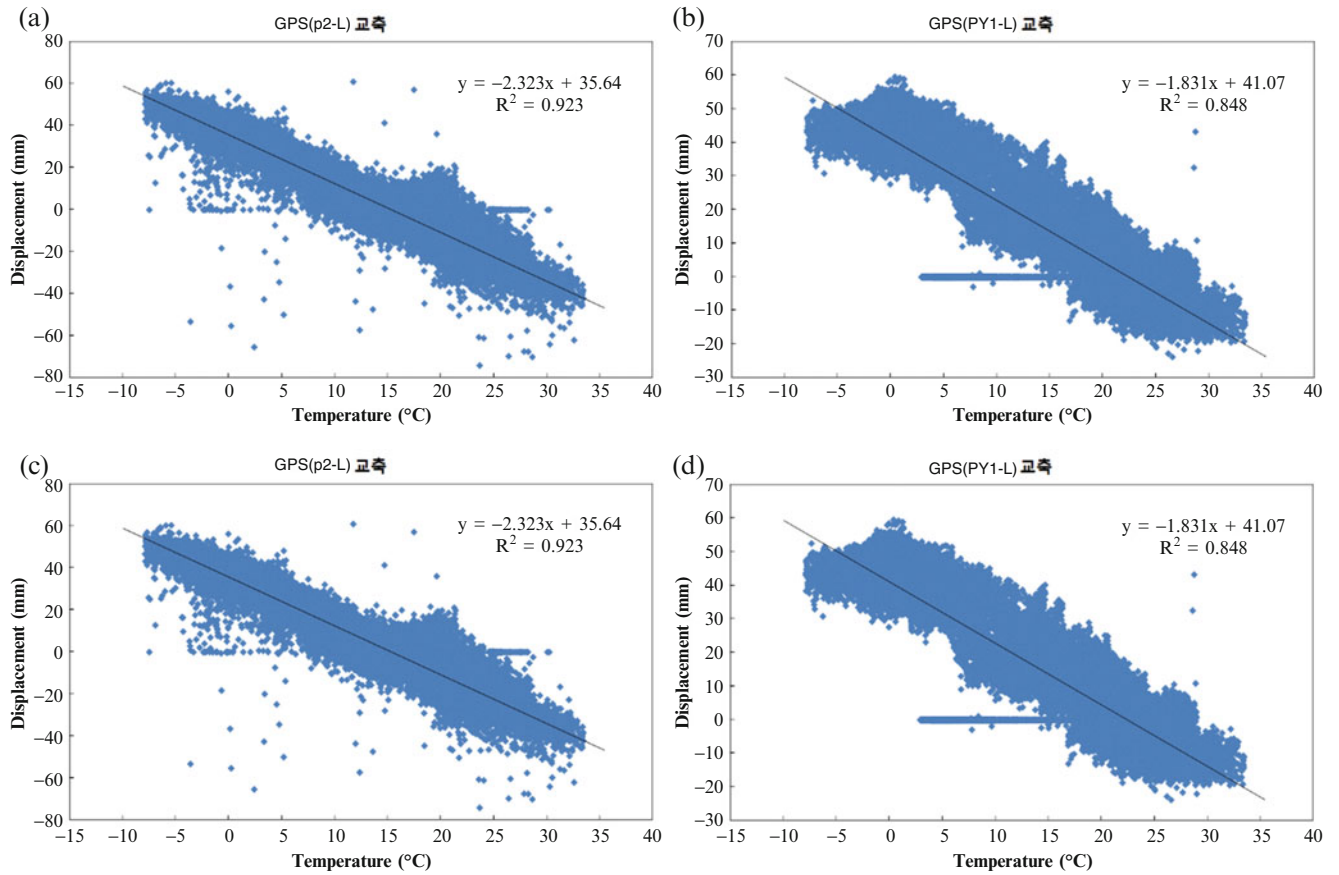 (a)
GPS(p2-L) 교축
y = −2.323x + 35.64
R² = 0.923
80
60
40
20
0
−20
−40
−60
−80
Displacement (mm)
−15 −10 −5 0 5 10 15 20 25 30 35 40
Temperature (°C)
(b)
GPS(PY1-L) 교축
y = −1.831x + 41.07
R² = 0.848
70
60
50
40
30
20
10
0
−10
−20
−30
Displacement (mm)
−15 −10 −5 0 5 10 15 20 25 30 35 40
Temperature (°C)
(c)
GPS(p2-L) 교축
y = −2.323x + 35.64
R² = 0.923
80
60
40
20
0
−20
−40
−60
−80
Displacement (mm)
−15 −10 −5 0 5 10 15 20 25 30 35 40
Temperature (°C)
(d)
GPS(PY1-L) 교축
y = −1.831x + 41.07
R² = 0.848
70
60
50
40
30
20
10
0
−10
−20
−30
Displacement (mm)
−15 −10 −5 0 5 10 15 20 25 30 35 40
Temperature (°C)